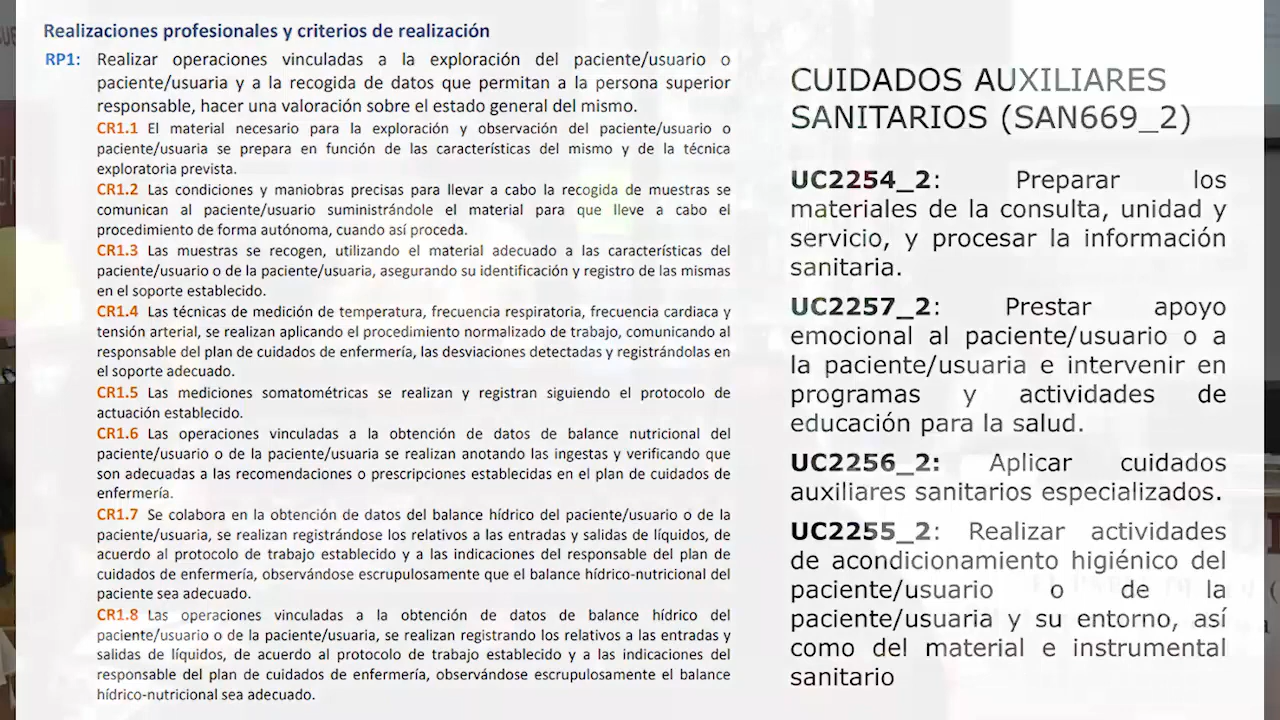 Realizaciones profesionales y criterios de realización
RP1: Realizar operaciones vinculadas a la exploración del paciente/usuario o
paciente/usuaria y a la recogida de datos que permitan a la persona superior
responsable, hacer una valoración sobre el estado general del mismo.
CR1.1 El material necesario para la exploración y observación del paciente/usuario o
paciente/usuaria se prepara en función de las características del mismo y de la técnica
exploratoria prevista.
CR1.2 Las condiciones y maniobras precisas para llevar a cabo la recogida de muestras se
comunican al paciente/usuario suministrándole el material para que lleve a cabo el
procedimiento de forma autónoma, cuando así proceda.
CR1.3 Las muestras se recogen, utilizando el material adecuado a las características del
paciente/usuario o de la paciente/usuaria, asegurando su identificación y registro de las mismas
en el soporte establecido.
CR1.4 Las técnicas de medición de temperatura, frecuencia respiratoria, frecuencia cardiaca y
tensión arterial, se realizan aplicando el procedimiento normalizado de trabajo, comunicando al
responsable del plan de cuidados de enfermería, las desviaciones detectadas y registrándolas en
el soporte adecuado.
CR1.5 Las mediciones somatométricas se realizan y registran siguiendo el protocolo de
actuación establecido.
CR1.6 Las operaciones vinculadas a la obtención de datos de balance nutricional del
paciente/usuario o de la paciente/usuaria se realizan anotando las ingestas y verificando que
son adecuadas a las recomendaciones o prescripciones establecidas en el plan de cuidados de
enfermería.
CR1.7 Se colabora en la obtención de datos del balance hídrico del paciente/usuario o de la
paciente/usuaria, se realizan registrándose los relativos a las entradas y salidas de líquidos, de
acuerdo al protocolo de trabajo establecido y a las indicaciones del responsable del plan de
cuidados de enfermería, observándose escrupulosamente que el balance hídrico-nutricional del
paciente sea adecuado.
CR1.8 Las operaciones vinculadas a la obtención de datos de balance hídrico del
paciente/usuario o de la paciente/usuaria, se realizan registrando los relativos a las entradas y
salidas de líquidos, de acuerdo al protocolo de trabajo establecido y a las indicaciones del
responsable del plan de cuidados de enfermería, observándose escrupulosamente el balance
hídrico-nutricional sea adecuado.
CUIDADOS AUXILIARES
SANITARIOS (SAN669_2)
UC2254_2: Preparar los
materiales de la consulta, unidad y
servicio, y procesar la información
sanitaria.
UC2257_2: Prestar apoyo
emocional al paciente/usuario o a
la paciente/usuaria e intervenir en
programas y actividades de
educación para la salud.
UC2256_2: Aplicar cuidados
auxiliares sanitarios especializados.
UC2255_2: Realizar actividades
de acondicionamiento higiénico del
paciente/usuario o de la
paciente/usuaria y su entorno, así
como del material e instrumental
sanitario